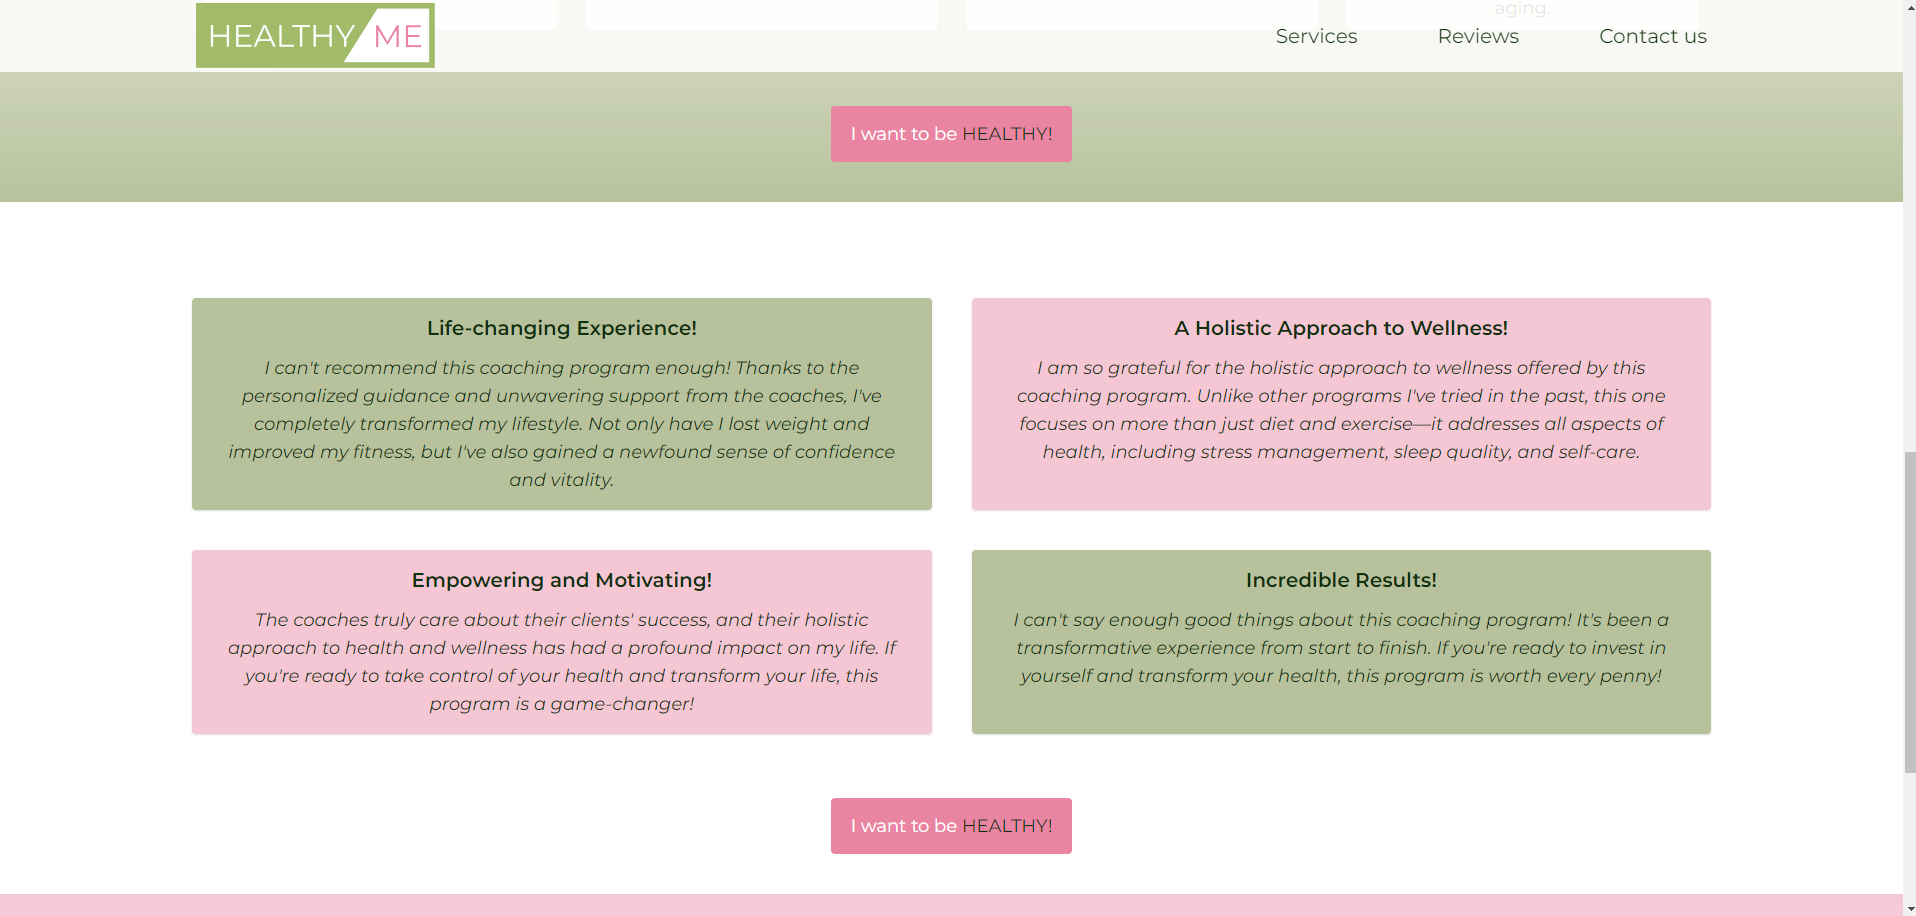 aging.
HEALTHY ME
Services Reviews Contact us
I want to be HEALTHY!
Life-changing Experience!
I can't recommend this coaching program enough! Thanks to the
personalized guidance and unwavering support from the coaches, I've
completely transformed my lifestyle. Not only have I lost weight and
improved my fitness, but I've also gained a newfound sense of confidence
and vitality.
A Holistic Approach to Wellness!
I am so grateful for the holistic approach to wellness offered by this
coaching program. Unlike other programs I've tried in the past, this one
focuses on more than just diet and exercise—it addresses all aspects of
health, including stress management, sleep quality, and self-care.
Empowering and Motivating!
The coaches truly care about their clients' success, and their holistic
approach to health and wellness has had a profound impact on my life. If
you're ready to take control of your health and transform your life, this
program is a game-changer!
Incredible Results!
I can't say enough good things about this coaching program! It's been a
transformative experience from start to finish. If you're ready to invest in
yourself and transform your health, this program is worth every penny!
I want to be HEALTHY!